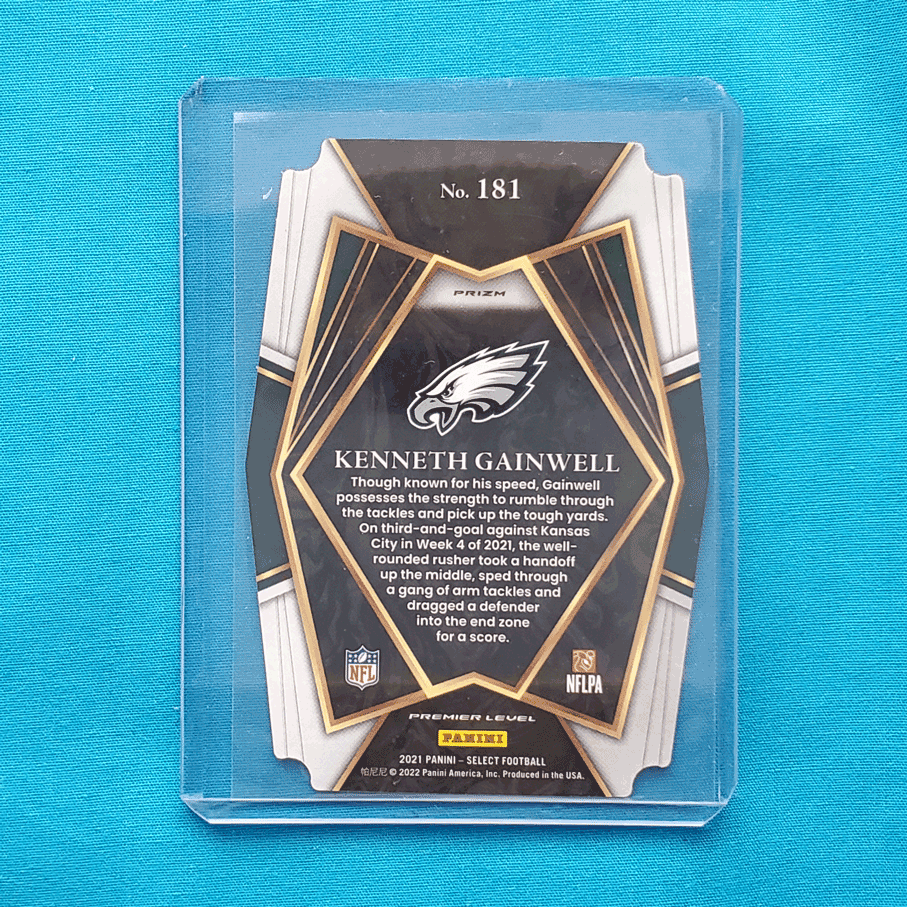 No. 181
PRIZM
KENNETH GAINWELL
Though known for his speed, Gainwell
possesses the strength to rumble through
the tackles and pick up the tough yards.
On third-and-goal against Kansas
City in Week 4 of 2021, the well-
rounded rusher took a handoff
up the middle, sped through
a gang of arm tackles and
dragged a defender
into the end zone
for a score.
NFL
NFLPA
PREMIER LEVEL
PANINI
2021 PANINI – SELECT FOOTBALL
帕尼尼 © 2022 Panini America, Inc. Produced in the USA.